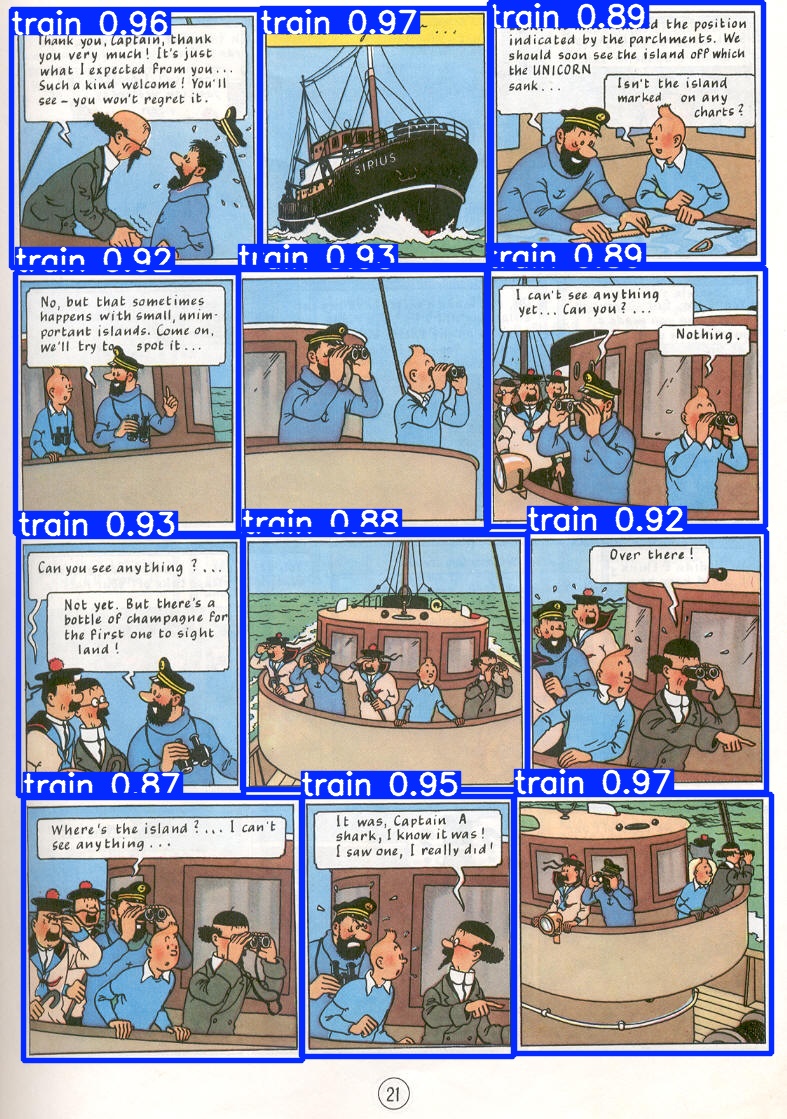 train 0.96
Thank you, Captain, thank
you very much! It's just
what I expected from you...
Such a kind welcome! You'll
see - you won't regret it.
train 0.97
...
SIRIUS
train 0.89
the position
indicated by the parchments. We
should soon see the island off which
the UNICORN
sank...
Isn't the island
marked on any
charts?
train 0.92
No, but that sometimes
happens with small, unim-
portant islands. Come on,
we'll try to spot it...
train 0.93
train 0.89
I can't see anything
yet... Can you?...
Nothing.
train 0.93
Can you see anything ?...
Not yet. But there's a
bottle of champagne for
the first one to sight
land!
train 0.88
train 0.92
Over there!
train 0.87
Where's the island?... I can't
see anything...
train 0.95
It was, Captain A
shark, I know it was!
I saw one, I really did!
train 0.97
21